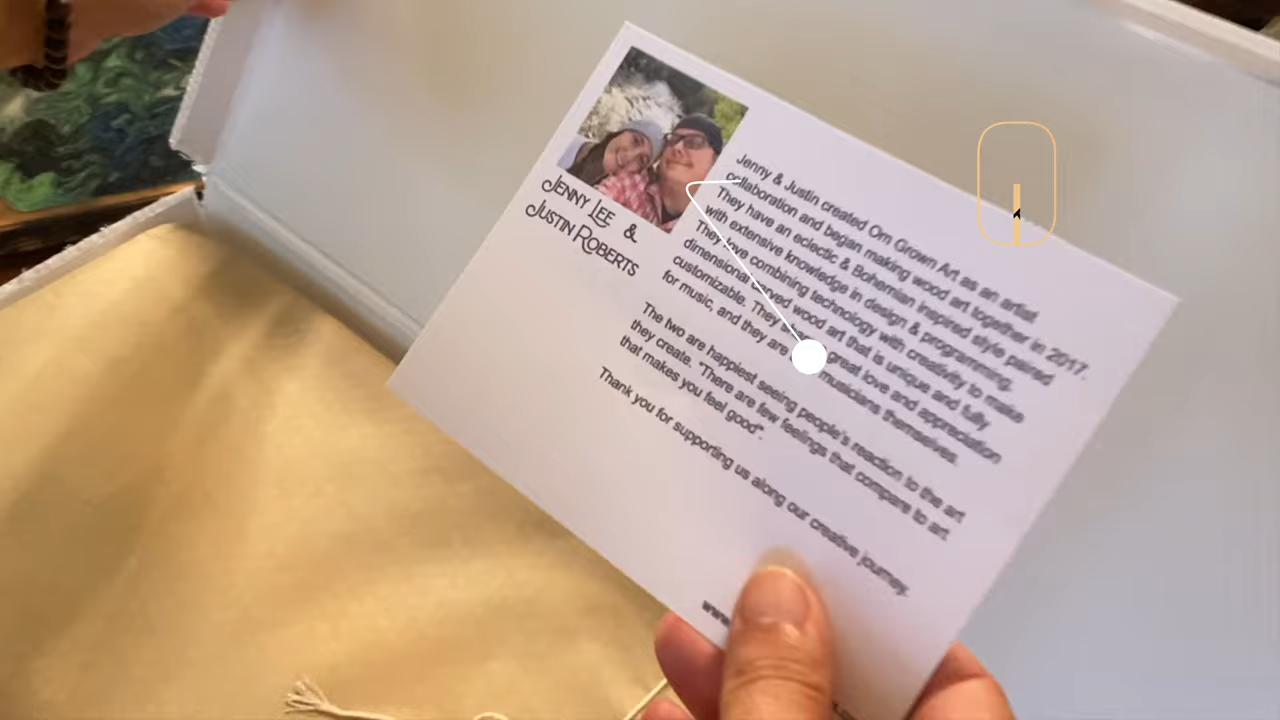 JENNY LEE &
JUSTIN ROBERTS
Jenny & Justin created Om Grown Art as an artist
collaboration and began making wood art together in 2017.
They have an eclectic & Bohemian inspired style paired
with extensive knowledge in design & programming.
They love combining technology with creativity to make
dimensional wood art that is unique and fully
customizable. They great love and appreciation
for music, and they are musicians themselves.
The two are happiest seeing people's reaction to the art
they create. "There are few feelings that compare to art
that makes you feel good".
Thank you for supporting us along our creative journey.
www.